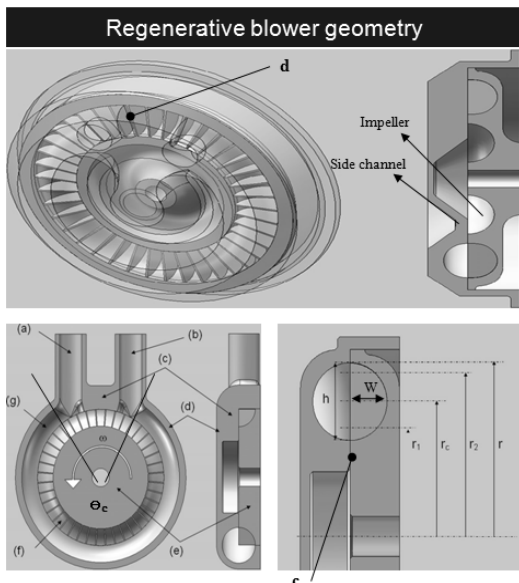 Regenerative blower geometry
d
Impeller
Side channel
(a)
(b)
(c)
(g)
(d)
ω
Θc
(f)
(e)
h
W
r1
rc
r2
r